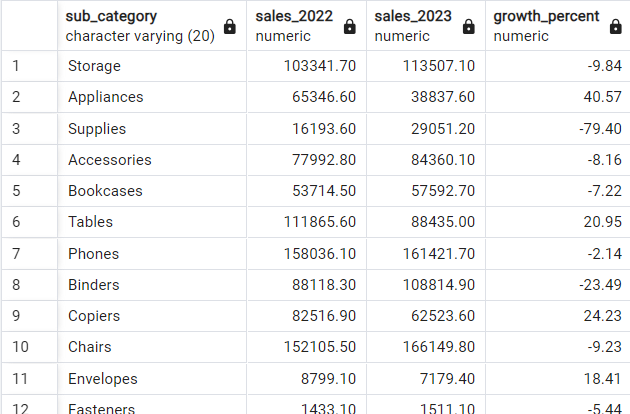 sub_category sales_2022 sales_2023 growth_percent
character varying (20) numeric numeric numeric
1 Storage 103341.70 113507.10 -9.84
2 Appliances 65346.60 38837.60 40.57
3 Supplies 16193.60 29051.20 -79.40
4 Accessories 77992.80 84360.10 -8.16
5 Bookcases 53714.50 57592.70 -7.22
6 Tables 111865.60 88435.00 20.95
7 Phones 158036.10 161421.70 -2.14
8 Binders 88118.30 108814.90 -23.49
9 Copiers 82516.90 62523.60 24.23
10 Chairs 152105.50 166149.80 -9.23
11 Envelopes 8799.10 7179.40 18.41
12 Fasteners 1433.10 1511.10 -5.44